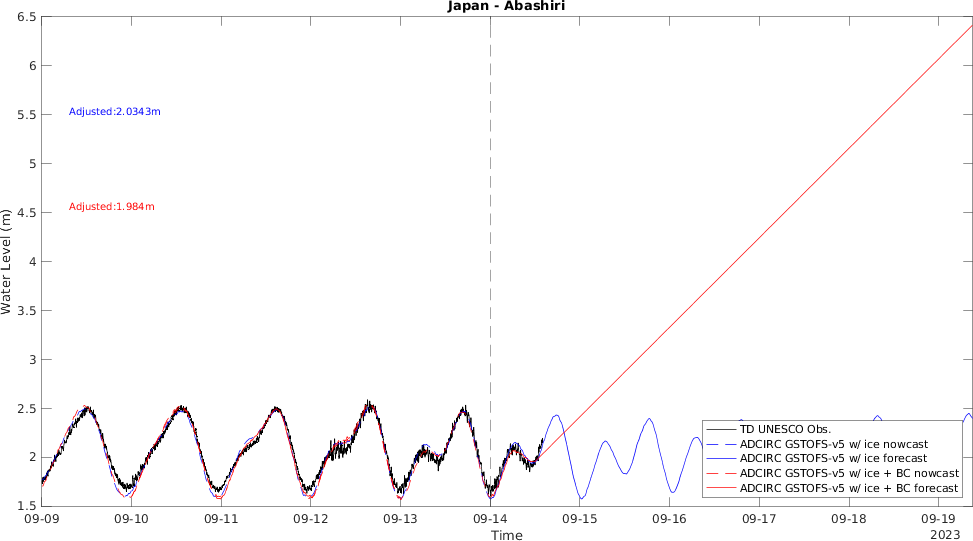 Japan - Abashiri
6.5
6
5.5
5
4.5
4
3.5
3
2.5
2
1.5
Water Level (m)
Adjusted:2.0343m
Adjusted:1.984m
TD UNESCO Obs.
ADCIRC GSTOFS-v5 w/ ice nowcast
ADCIRC GSTOFS-v5 w/ ice forecast
ADCIRC GSTOFS-v5 w/ ice + BC nowcast
ADCIRC GSTOFS-v5 w/ ice + BC forecast
09-09 09-10 09-11 09-12 09-13 09-14 09-15 09-16 09-17 09-18 09-19
Time
2023